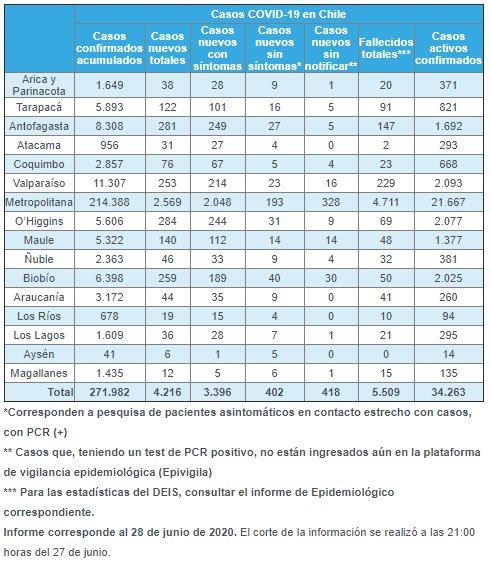 Casos COVID-19 en Chile
Casos confirmados acumulados Casos nuevos totales Casos nuevos con síntomas Casos nuevos sin síntomas* Casos nuevos sin notificar** Fallecidos totales*** Casos activos confirmados
Arica y Parinacota 1.649 38 28 9 1 20 371
Tarapacá 5.893 122 101 16 5 91 821
Antofagasta 8.308 281 249 27 5 147 1.692
Atacama 956 31 27 4 0 2 293
Coquimbo 2.857 76 67 5 4 23 668
Valparaíso 11.307 253 214 23 16 229 2.093
Metropolitana 214.388 2.569 2.048 193 328 4.711 21.667
O'Higgins 5.606 284 244 31 9 69 2.077
Maule 5.322 140 112 14 14 48 1.377
Ñuble 2.363 46 33 9 4 32 381
Biobío 6.398 259 189 40 30 50 2.025
Araucanía 3.172 44 35 9 0 41 260
Los Ríos 678 19 15 4 0 10 94
Los Lagos 1.609 36 28 7 1 21 295
Aysén 41 6 1 5 0 0 14
Magallanes 1.435 12 5 6 1 15 135
Total 271.982 4.216 3.396 402 418 5.509 34.263
*Corresponden a pesquisa de pacientes asintomáticos en contacto estrecho con casos,
con PCR (+)
** Casos que, teniendo un test de PCR positivo, no están ingresados aún en la plataforma
de vigilancia epidemiológica (Epivigila)
*** Para las estadísticas del DEIS, consultar el informe de Epidemiológico
correspondiente.
Informe corresponde al 28 de junio de 2020. El corte de la información se realizó a las 21:00
horas del 27 de junio.